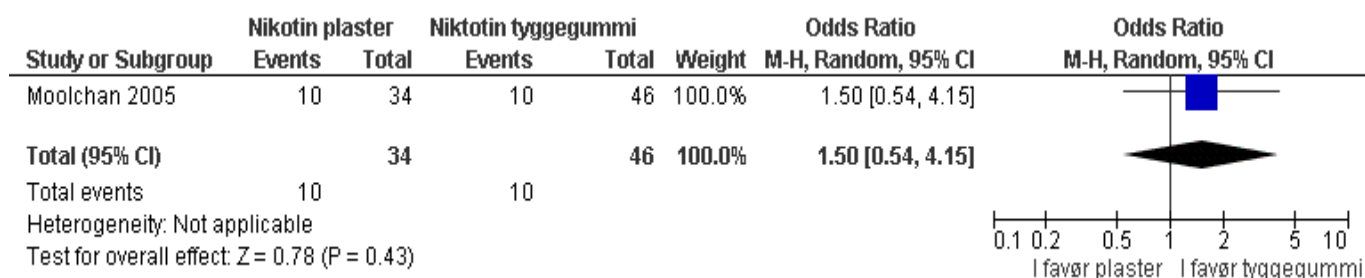 Nikotin plaster Niktotin tyggegummi Odds Ratio Odds Ratio
Study or Subgroup Events Total Events Total Weight M-H, Random, 95% CI M-H, Random, 95% CI
Moolchan 2005 10 34 10 46 100.0% 1.50 [0.54, 4.15]
Total (95% CI) 34 46 100.0% 1.50 [0.54, 4.15]
Total events 10 10
Heterogeneity: Not applicable
Test for overall effect: Z = 0.78 (P = 0.43)
0.1 0.2 0.5 1 2 5 10
I favør plaster I favør tyggegummi